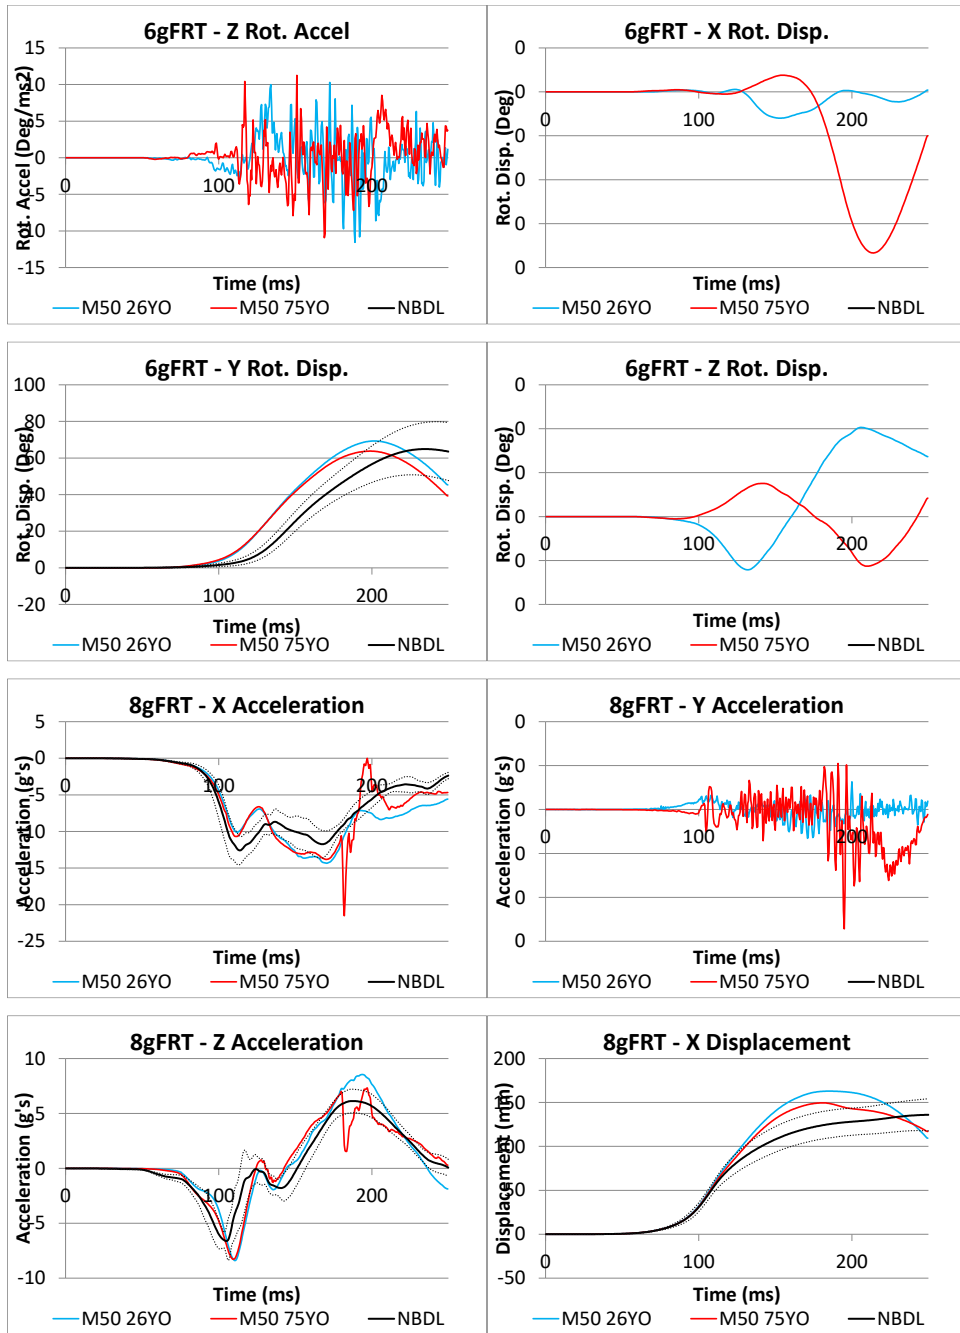 6gFRT - Z Rot. Accel
Rot. Accel (Deg/ms2)
15
10
5
0
-5
-10
-15
0 100 200
Time (ms)
M50 26YO M50 75YO NBDL
6gFRT - X Rot. Disp.
Rot. Disp. (Deg)
0
0
0
0
0
0
0 100 200
Time (ms)
M50 26YO M50 75YO NBDL
6gFRT - Y Rot. Disp.
Rot. Disp. (Deg)
100
80
60
40
20
0
-20
0 100 200
Time (ms)
M50 26YO M50 75YO NBDL
6gFRT - Z Rot. Disp.
Rot. Disp. (Deg)
0
0
0
0
0
0
0 100 200
Time (ms)
M50 26YO M50 75YO NBDL
8gFRT - X Acceleration
Acceleration (g's)
5
0
-5
-10
-15
-20
-25
0 100 200
Time (ms)
M50 26YO M50 75YO NBDL
8gFRT - Y Acceleration
Acceleration (g's)
0
0
0
0
0
0
0 100 200
Time (ms)
M50 26YO M50 75YO NBDL
8gFRT - Z Acceleration
Acceleration (g's)
10
5
0
-5
-10
0 100 200
Time (ms)
M50 26YO M50 75YO NBDL
8gFRT - X Displacement
Displacement (mm)
200
150
100
50
0
-50
0 100 200
Time (ms)
M50 26YO M50 75YO NBDL